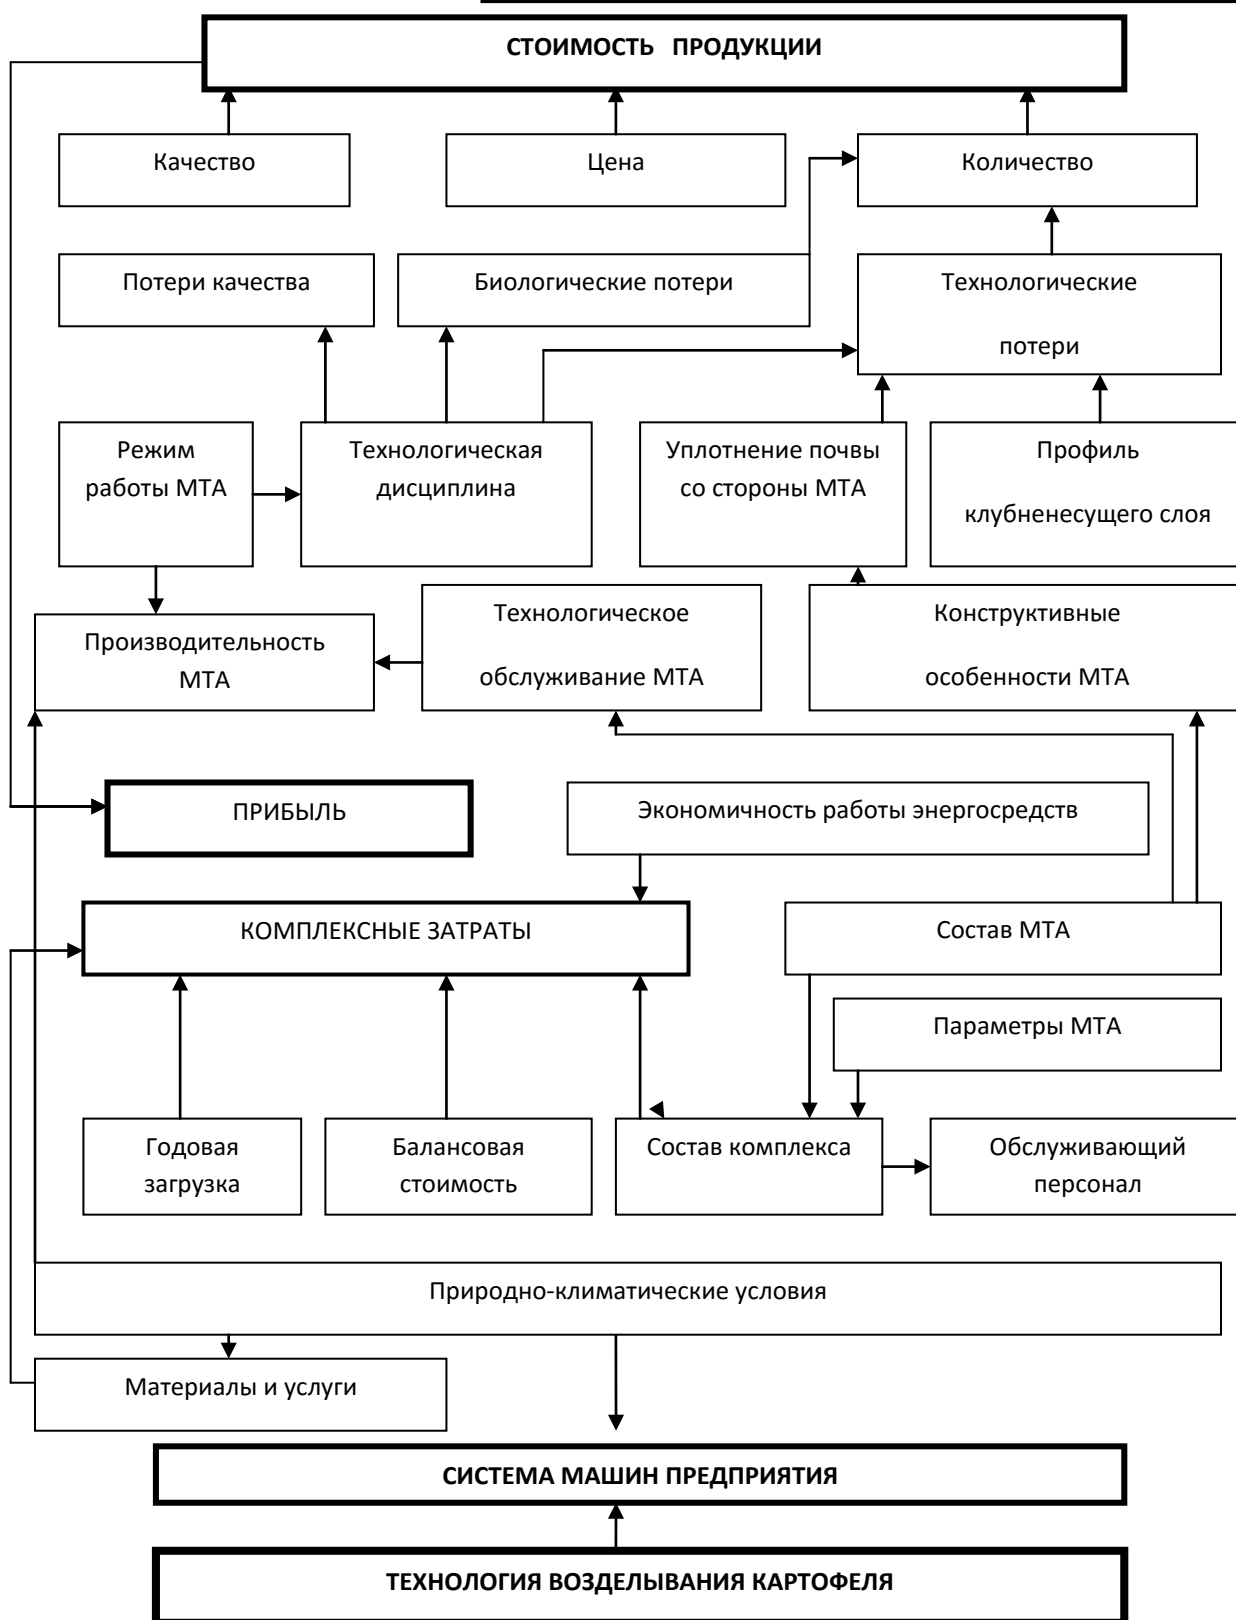 СТОИМОСТЬ ПРОДУКЦИИ
Качество
Цена
Количество
Потери качества
Биологические потери
Технологические
потери
Режим
работы МТА
Технологическая
дисциплина
Уплотнение почвы
со стороны МТА
Профиль
клубненесущего слоя
Производительность
МТА
Технологическое
обслуживание МТА
Конструктивные
особенности МТА
ПРИБЫЛЬ
Экономичность работы энергосредств
КОМПЛЕКСНЫЕ ЗАТРАТЫ
Состав МТА
Параметры МТА
Годовая
загрузка
Балансовая
стоимость
Состав комплекса
Обслуживающий
персонал
Природно-климатические условия
Материалы и услуги
СИСТЕМА МАШИН ПРЕДПРИЯТИЯ
ТЕХНОЛОГИЯ ВОЗДЕЛЫВАНИЯ КАРТОФЕЛЯ